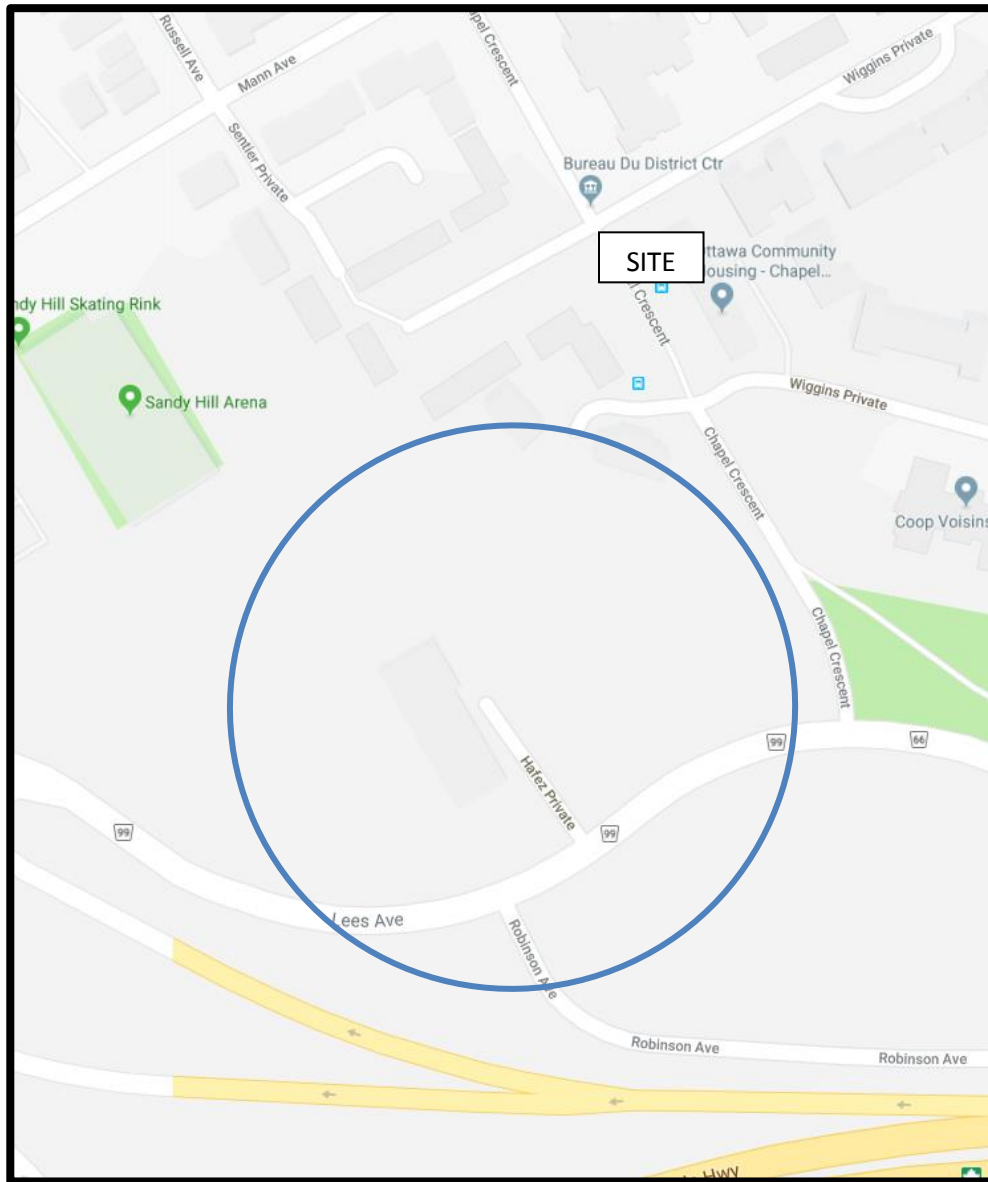 Russell Ave
Mann Ave
pel Crescent
Wiggins Private
Sentier Private
Bureau Du District Ctr
SITE
ttawa Community
ousing - Chapel...
l Crescent
ndy Hill Skating Rink
Sandy Hill Arena
Wiggins Private
Chapel Crescent
Coop Voisins
Chapel Crescent
99
66
Hafez Private
99
99
Lees Ave
Robinson Ave
Robinson Ave
Robinson Ave
Hwy